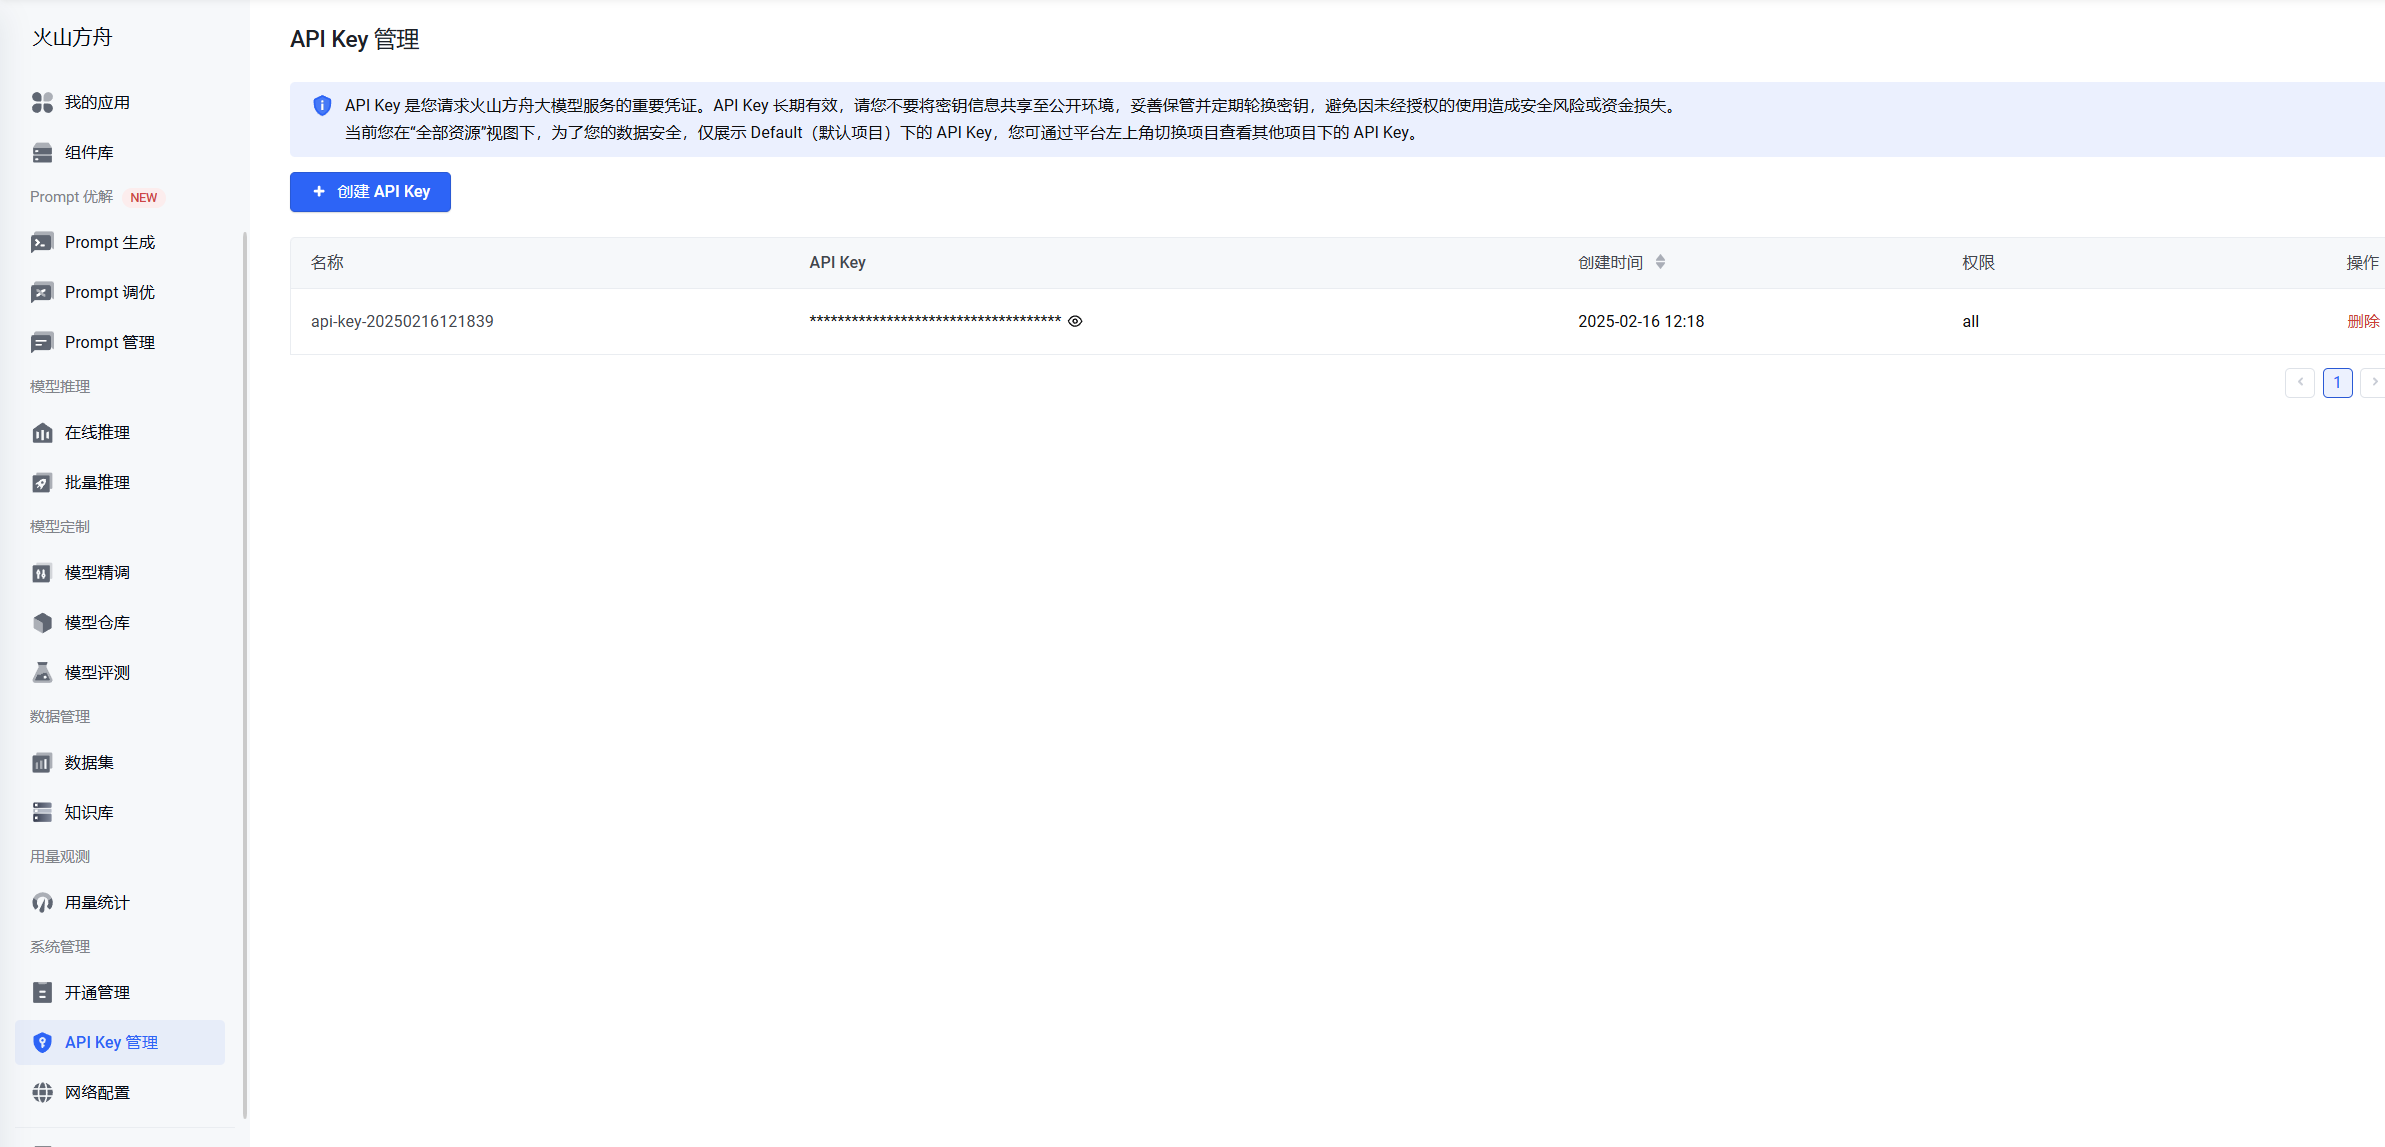 火山方舟
我的应用
组件库
Prompt 优解 NEW
Prompt 生成
Prompt 调优
Prompt 管理
模型推理
在线推理
批量推理
模型定制
模型精调
模型仓库
模型评测
数据管理
数据集
知识库
用量观测
用量统计
系统管理
开通管理
API Key 管理
网络配置
API Key 管理
API Key 是您请求火山方舟大模型服务的重要凭证。API Key 长期有效，请您不要将密钥信息共享至公开环境，妥善保管并定期轮换密钥，避免因未经授权的使用造成安全风险或资金损失。
当前您在“全部资源”视图下，为了您的数据安全，仅展示 Default（默认项目）下的 API Key，您可通过平台左上角切换项目查看其他项目下的 API Key。
+ 创建 API Key
名称 API Key 创建时间 权限 操作
api-key-20250216121839 ************************************ 2025-02-16 12:18 all 删除
1